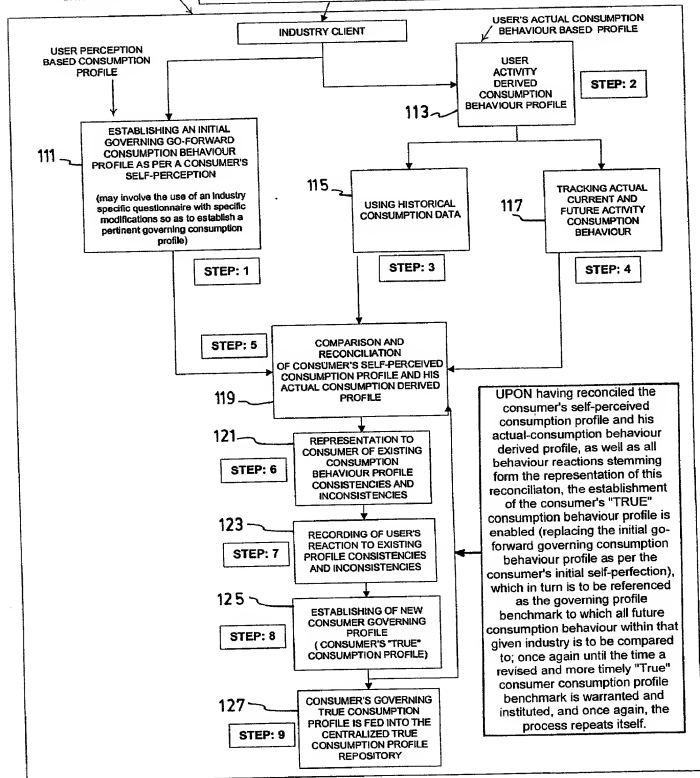 INDUSTRY CLIENT
USER'S ACTUAL CONSUMPTION
BEHAVIOUR BASED PROFILE
USER PERCEPTION
BASED CONSUMPTION
PROFILE
USER
ACTIVITY
DERIVED
CONSUMPTION
BEHAVIOUR PROFILE
STEP: 2
113
111
ESTABLISHING AN INITIAL
GOVERNING GO-FORWARD
CONSUMPTION BEHAVIOUR
PROFILE AS PER A CONSUMER'S
SELF-PERCEPTION
(may involve the use of an industry
specific questionnaire with specific
modifications so as to establish a
pertinent governing consumption
profile)
STEP: 1
115
USING HISTORICAL
CONSUMPTION DATA
STEP: 3
117
TRACKING ACTUAL
CURRENT AND
FUTURE ACTIVITY
CONSUMPTION
BEHAVIOUR
STEP: 4
STEP: 5
COMPARISON AND
RECONCILIATION
OF CONSUMER'S SELF-PERCEIVED
CONSUMPTION PROFILE AND HIS
ACTUAL CONSUMPTION DERIVED
PROFILE
119
121
REPRESENTATION TO
CONSUMER OF EXISTING
CONSUMPTION
BEHAVIOUR PROFILE
CONSISTENCIES AND
INCONSISTENCIES
STEP: 6
123
RECORDING OF USER'S
REACTION TO EXISTING
PROFILE CONSISTENCIES
AND INCONSISTENCIES
STEP: 7
125
ESTABLISHING OF NEW
CONSUMER GOVERNING
PROFILE
( CONSUMER'S "TRUE"
CONSUMPTION PROFILE)
STEP: 8
127
CONSUMER'S GOVERNING
TRUE CONSUMPTION
PROFILE IS FED INTO THE
CENTRALIZED TRUE
CONSUMPTION PROFILE
REPOSITORY
STEP: 9
UPON having reconciled the
consumer's self-perceived
consumption profile and his
actual-consumption behaviour
derived profile, as well as all
behaviour reactions stemming
form the representation of this
reconciliaton, the establishment
of the consumer's "TRUE"
consumption behaviour profile is
enabled (replacing the initial go-
forward governing consumption
behaviour profile as per the
consumer's initial self-perfection),
which in turn is to be referenced
as the governing profile
benchmark to which all future
consumption behaviour within that
given industry is to be compared
to; once again until the time a
revised and more timely "True"
consumer consumption profile
benchmark is warranted and
instituted, and once again, the
process repeats itself.